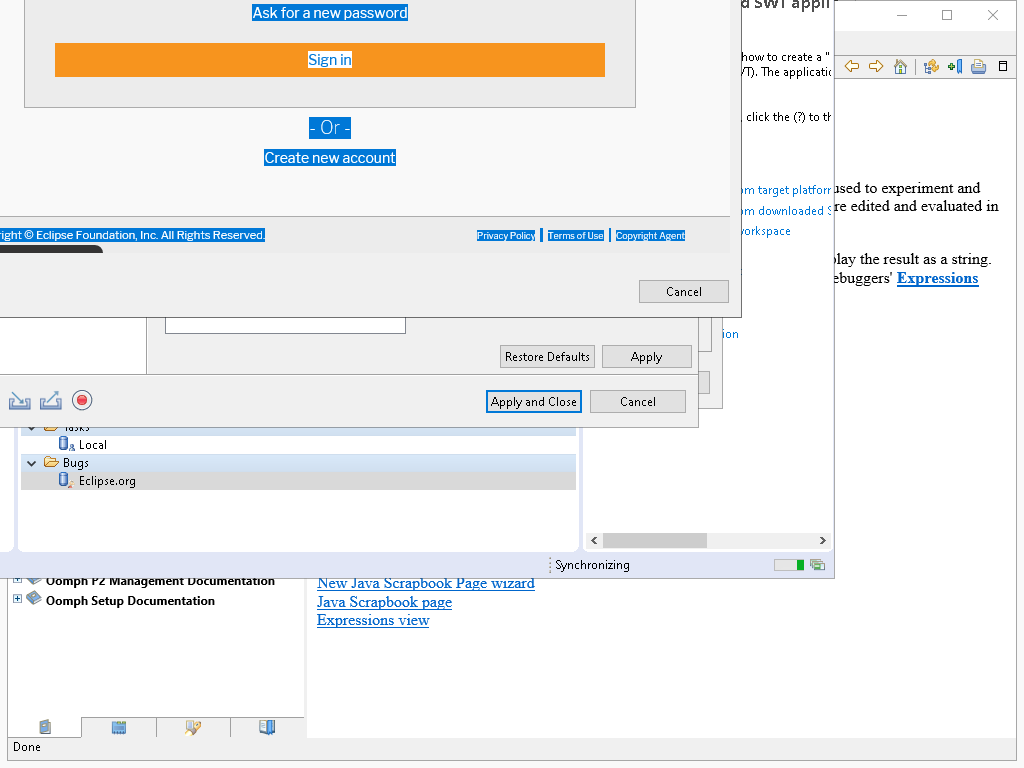 Ask for a new password
Sign in
- Or -
Create new account
right © Eclipse Foundation, Inc. All Rights Reserved.
Privacy Policy
Terms of Use
Copyright Agent
Cancel
d SWT appli
how to create a "
/T). The applicatio
, click the (?) to th
om target platform
om downloaded S
workspace
ion
used to experiment and
re edited and evaluated in
play the result as a string.
ebuggers' Expressions
Restore Defaults
Apply
Apply and Close
Cancel
Tasks
Local
Bugs
Eclipse.org
Synchronizing
Oomph P2 Management Documentation
Oomph Setup Documentation
New Java Scrapbook Page wizard
Java Scrapbook page
Expressions view
Done